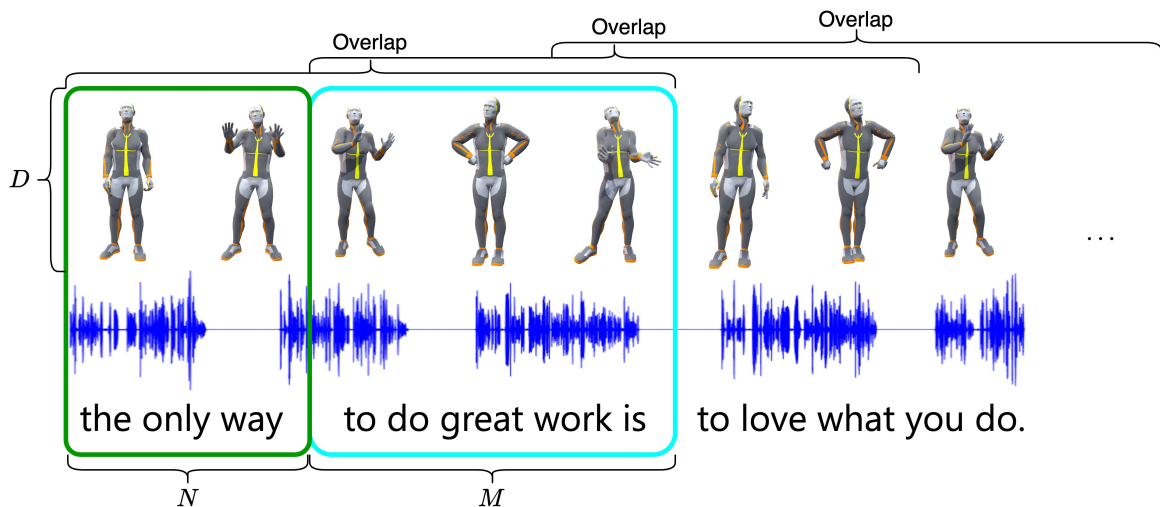 Overlap
Overlap
Overlap
D
...
the only way to do great work is to love what you do.
N
M